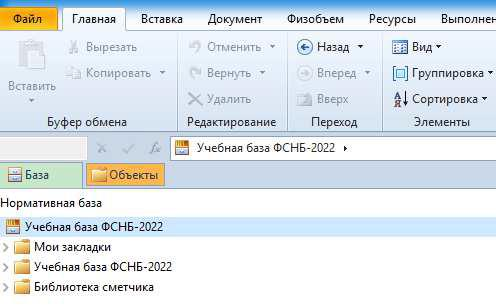 Файл Главная Вставка Документ Физобъем Ресурсы Выполнен
Вырезать Отменить Назад Вид
Копировать Вернуть Вперед Группировка
Вставить Удалить Вверх Сортировка
Буфер обмена Редактирование Переход Элементы
fx Учебная база ФСНБ-2022
База Объекты
Нормативная база
Учебная база ФСНБ-2022
Мои закладки
Учебная база ФСНБ-2022
Библиотека сметчика